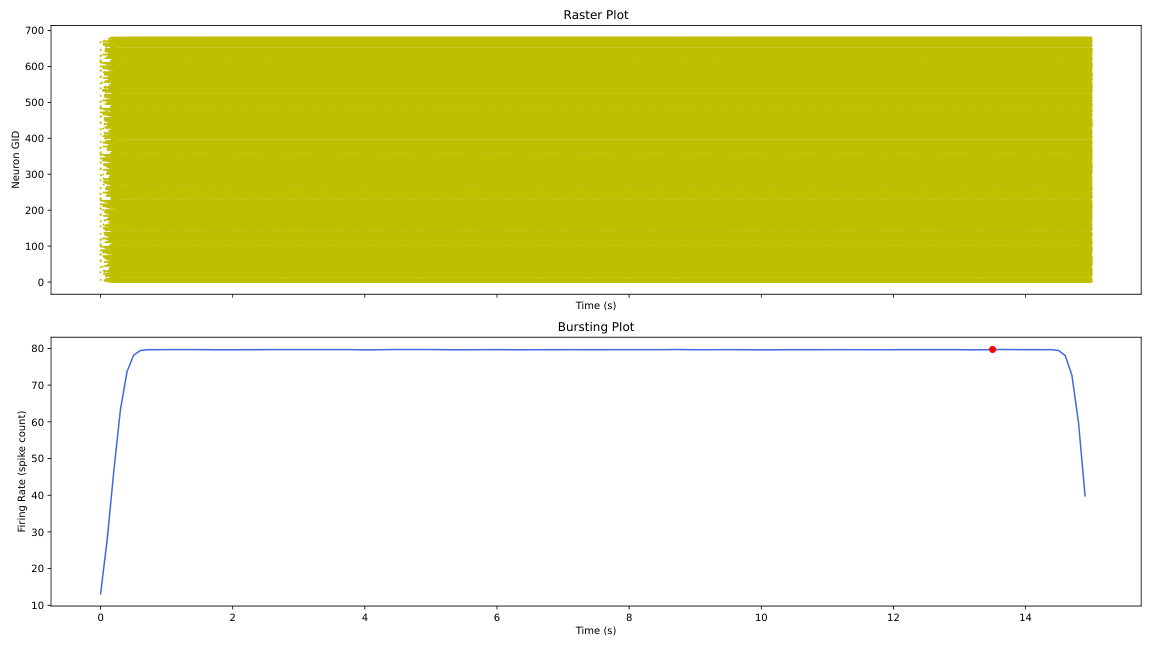 Raster Plot
700
600
500
400
300
200
100
0
Neuron GID
Time (s)
Bursting Plot
80
70
60
50
40
30
20
10
Firing Rate (spike count)
0 2 4 6 8 10 12 14
Time (s)